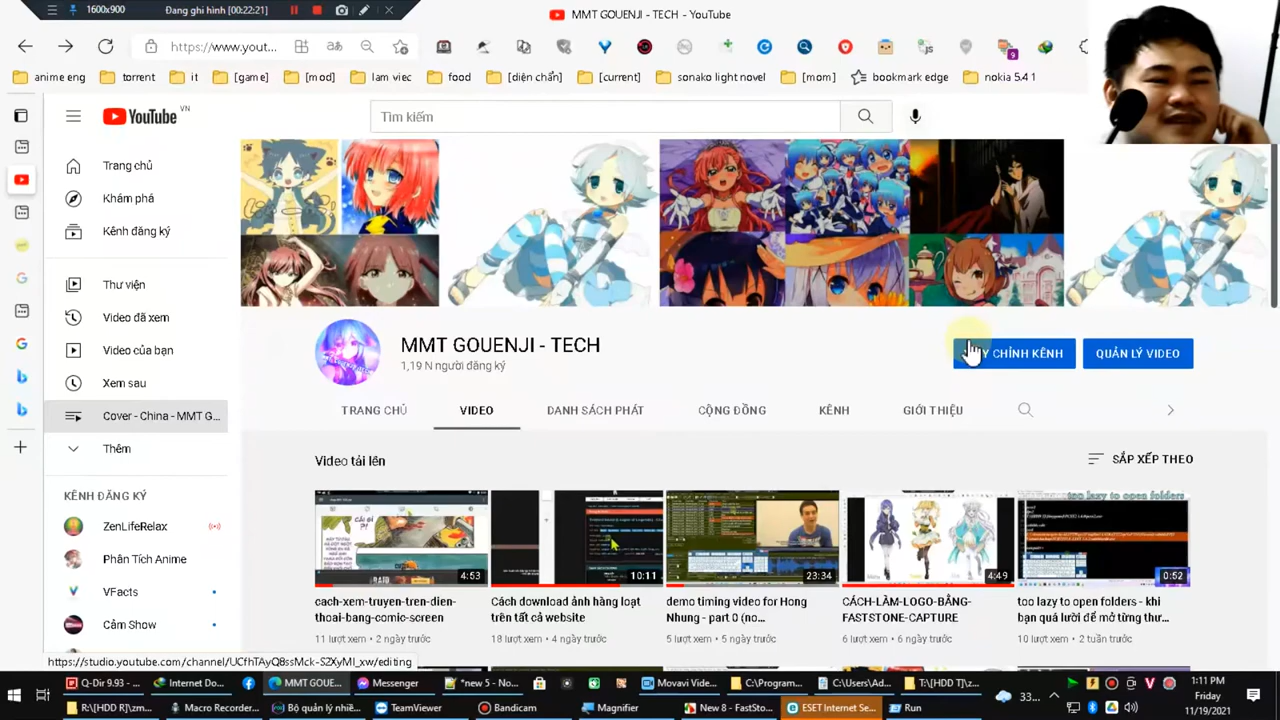 1600x900 Đang ghi hình [00:22:21]
MMT GOUENJI - TECH - YouTube
https://www.yout...
9
anime eng torrent it [game] [mod] lam viec food [diện chẩn] [current] sonako light novel [mom] bookmark edge nokia 5.4 1
YouTube VN
Tìm kiếm
Trang chủ
Khám phá
Kênh đăng ký
Thư viện
Video đã xem
Video của bạn
Xem sau
Cover - China - MMT G...
Thêm
KÊNH ĐĂNG KÝ
ZenLifeRelax
Phân Tích Anime
VFacts
Cảm Show
MMT GOUENJI - TECH
1,19 N người đăng ký
Y CHỈNH KÊNH
QUẢN LÝ VIDEO
TRANG CHỦ VIDEO DANH SÁCH PHÁT CỘNG ĐỒNG KÊNH GIỚI THIỆU
Video tải lên
SẮP XẾP THEO
too lazy to open folders
4:53 10:11 23:34 4:49 0:52
cach-xem-truyen-tren-dien-thoai-bang-comic-screen
11 lượt xem • 2 ngày trước
Cách download ảnh hàng loạt trên tất cả website
18 lượt xem • 4 ngày trước
demo timing video for Hong Nhung - part 0 (no...
5 lượt xem • 5 ngày trước
CÁCH-LÀM-LOGO-BẰNG-FASTSTONE-CAPTURE
6 lượt xem • 6 ngày trước
too lazy to open folders - khi bạn quá lười để mở từng thư...
10 lượt xem • 2 tuần trước
https://studio.youtube.com/channel/UCfhTAyQ8ssMck-S2XyMI_xw/editing
Q-Dir 9.93 - ... Internet Do... MMT GOUE... Messenger *new 5 - No... Movavi Vide... C:\Program... C:\Users\Ad... T:\[HDD T]\zm... 33...
R:\[HDD R]\zm... Macro Recorder... Bộ quản lý nhiệ... TeamViewer Bandicam Magnifier New 8 - FastSto... ESET Internet Se... Run
1:11 PM
Friday
11/19/2021